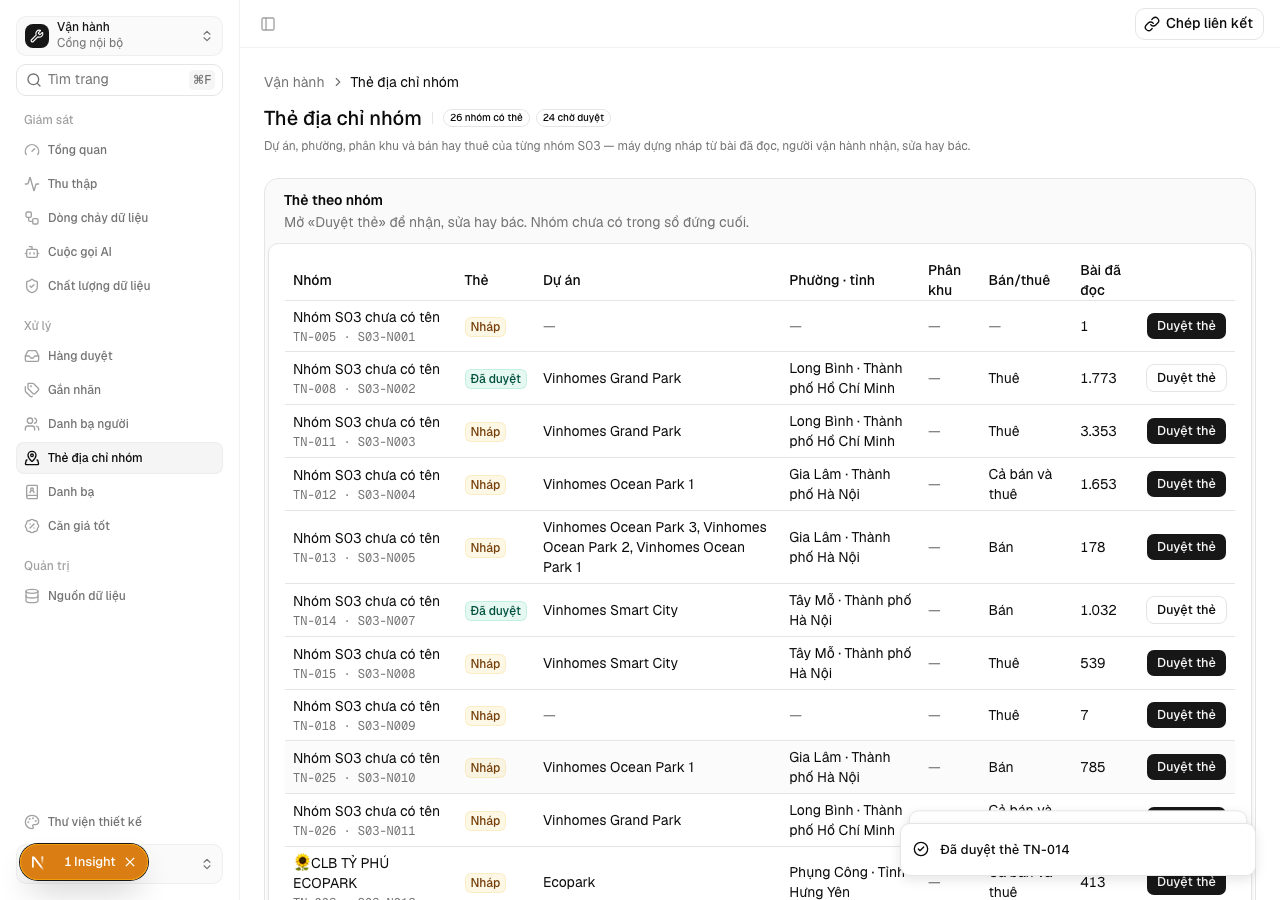 Vận hành
Cổng nội bộ
Tìm trang ⌘F
Giám sát
Tổng quan
Thu thập
Dòng chảy dữ liệu
Cuộc gọi AI
Chất lượng dữ liệu
Xử lý
Hàng duyệt
Gắn nhãn
Danh bạ người
Thẻ địa chỉ nhóm
Danh bạ
Căn giá tốt
Quản trị
Nguồn dữ liệu
Thư viện thiết kế
1 Insight
Chép liên kết
Vận hành > Thẻ địa chỉ nhóm
Thẻ địa chỉ nhóm 26 nhóm có thẻ 24 chờ duyệt
Dự án, phường, phân khu và bán hay thuê của từng nhóm S03 — máy dựng nháp từ bài đã đọc, người vận hành nhận, sửa hay bác.
Thẻ theo nhóm
Mở «Duyệt thẻ» để nhận, sửa hay bác. Nhóm chưa có trong sổ đứng cuối.
Nhóm Thẻ Dự án Phường · tỉnh Phân khu Bán/thuê Bài đã đọc
Nhóm S03 chưa có tên Nháp — — — — 1 Duyệt thẻ
TN-005 · S03-N001
Nhóm S03 chưa có tên Đã duyệt Vinhomes Grand Park Long Bình · Thành phố Hồ Chí Minh — Thuê 1.773 Duyệt thẻ
TN-008 · S03-N002
Nhóm S03 chưa có tên Nháp Vinhomes Grand Park Long Bình · Thành phố Hồ Chí Minh — Thuê 3.353 Duyệt thẻ
TN-011 · S03-N003
Nhóm S03 chưa có tên Nháp Vinhomes Ocean Park 1 Gia Lâm · Thành phố Hà Nội — Cả bán và thuê 1.653 Duyệt thẻ
TN-012 · S03-N004
Nhóm S03 chưa có tên Nháp Vinhomes Ocean Park 3, Vinhomes Ocean Park 2, Vinhomes Ocean Park 1 Gia Lâm · Thành phố Hà Nội — Bán 178 Duyệt thẻ
TN-013 · S03-N005
Nhóm S03 chưa có tên Đã duyệt Vinhomes Smart City Tây Mỗ · Thành phố Hà Nội — Bán 1.032 Duyệt thẻ
TN-014 · S03-N007
Nhóm S03 chưa có tên Nháp Vinhomes Smart City Tây Mỗ · Thành phố Hà Nội — Thuê 539 Duyệt thẻ
TN-015 · S03-N008
Nhóm S03 chưa có tên Nháp — — — Thuê 7 Duyệt thẻ
TN-018 · S03-N009
Nhóm S03 chưa có tên Nháp Vinhomes Ocean Park 1 Gia Lâm · Thành phố Hà Nội — Bán 785 Duyệt thẻ
TN-025 · S03-N010
Nhóm S03 chưa có tên Nháp Vinhomes Grand Park Long Bình · Thành phố Hồ Chí Minh — Cả bán và
TN-026 · S03-N011
🌻CLB TỶ PHÚ ECOPARK Nháp Ecopark Phụng Công · Tỉnh Hưng Yên — thuê 413 Duyệt thẻ
Đã duyệt thẻ TN-014